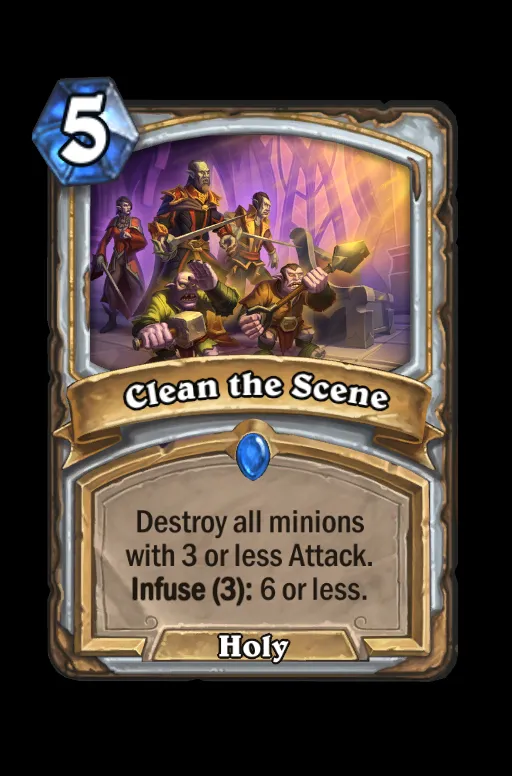 5
Clean the Scene
Destroy all minions
with 3 or less Attack.
Infuse (3): 6 or less.
Holy